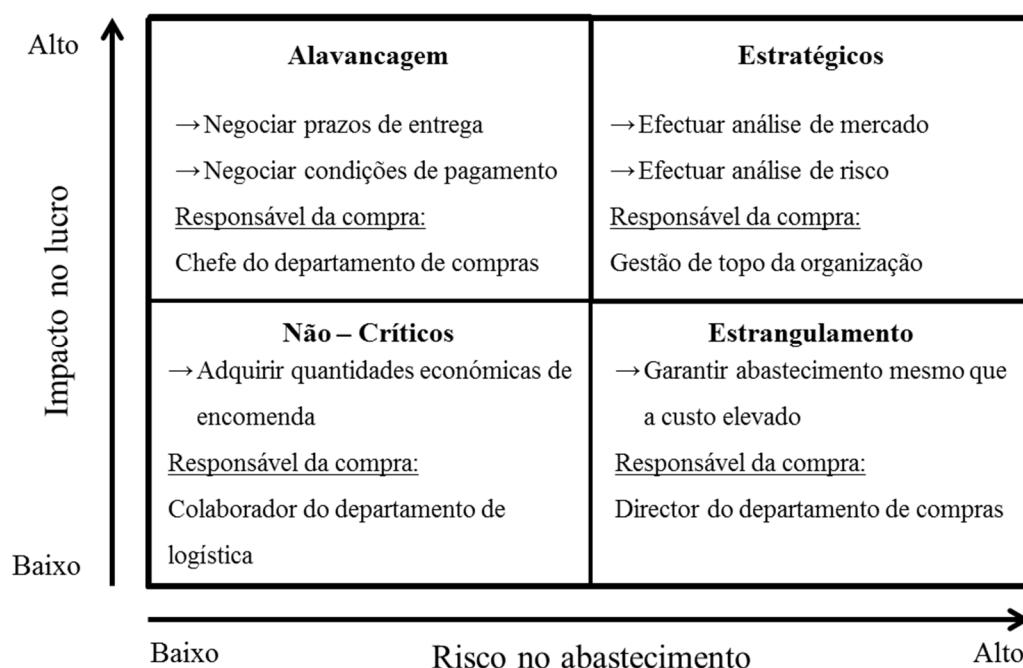 Alto
Impacto no lucro
Baixo
Alavancagem
→Negociar prazos de entrega
→Negociar condições de pagamento
Responsável da compra:
Chefe do departamento de compras
Estratégicos
→Efectuar análise de mercado
→Efectuar análise de risco
Responsável da compra:
Gestão de topo da organização
Não – Críticos
→Adquirir quantidades económicas de
encomenda
Responsável da compra:
Colaborador do departamento de
logística
Estrangulamento
→Garantir abastecimento mesmo que
a custo elevado
Responsável da compra:
Director do departamento de compras
Baixo
Risco no abastecimento
Alto